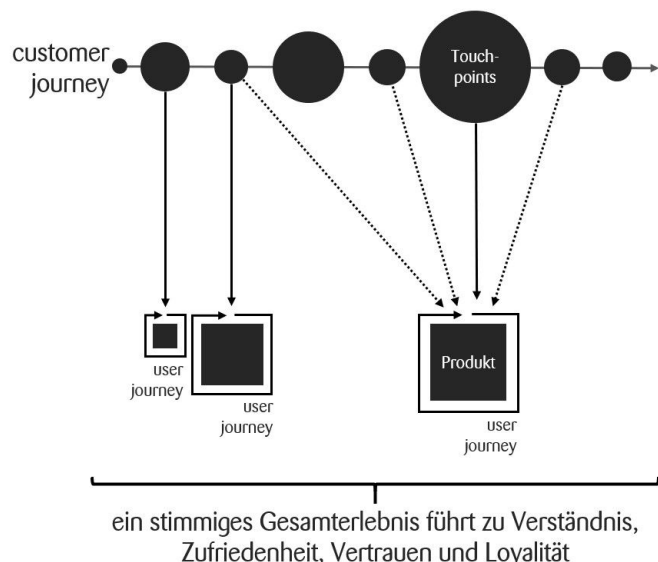 customer
journey
Touch-
points
Produkt
user
journey
user
journey
user
journey
ein stimmiges Gesamterlebnis führt zu Verständnis,
Zufriedenheit, Vertrauen und Loyalität